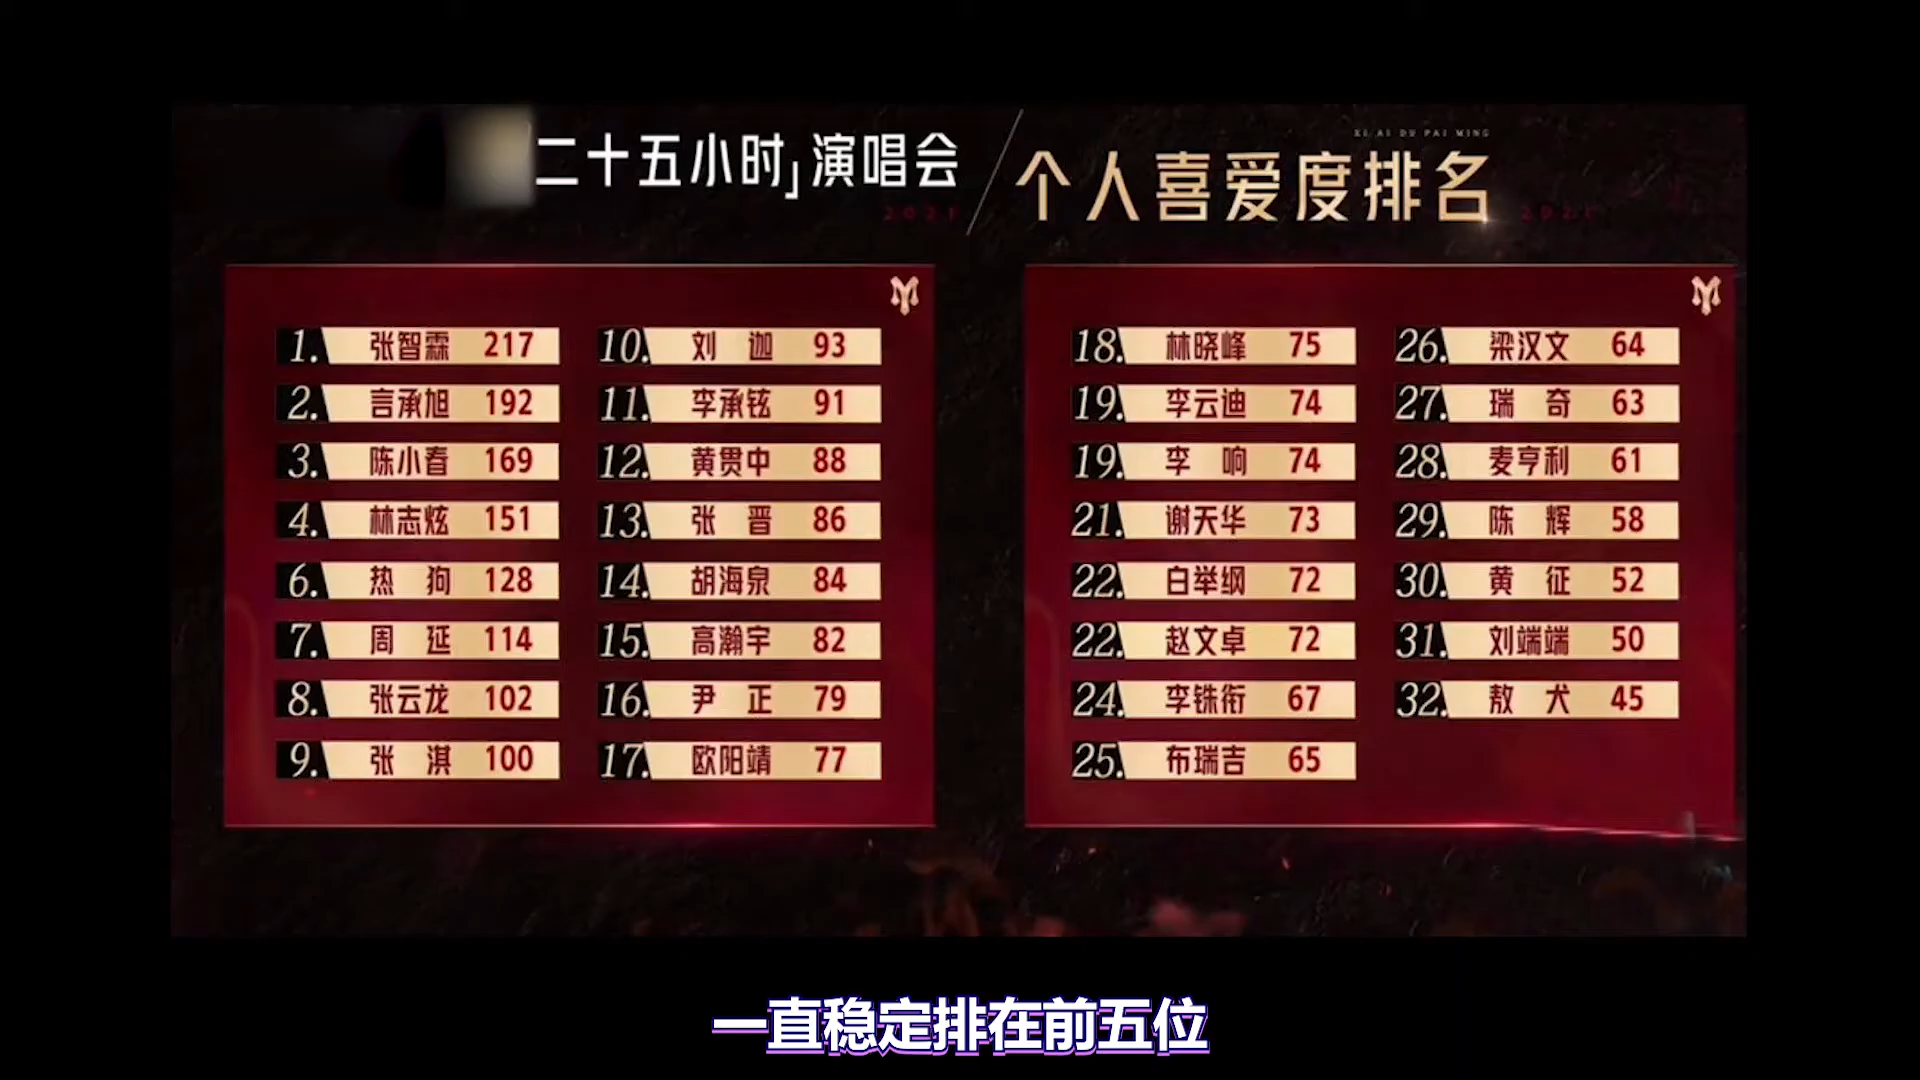 二十五小时」演唱会
2021
XI AI DU PAI MING
个人喜爱度排名
2021
1. 张智霖 217
2. 言承旭 192
3. 陈小春 169
4. 林志炫 151
6. 热狗 128
7. 周延 114
8. 张云龙 102
9. 张淇 100
10. 刘迦 93
11. 李承铉 91
12. 黄贯中 88
13. 张晋 86
14. 胡海泉 84
15. 高瀚宇 82
16. 尹正 79
17. 欧阳靖 77
18. 林晓峰 75
19. 李云迪 74
19. 李响 74
21. 谢天华 73
22. 白举纲 72
22. 赵文卓 72
24. 李铢衔 67
25. 布瑞吉 65
26. 梁汉文 64
27. 瑞奇 63
28. 麦亨利 61
29. 陈辉 58
30. 黄征 52
31. 刘端端 50
32. 敖犬 45
一直稳定排在前五位